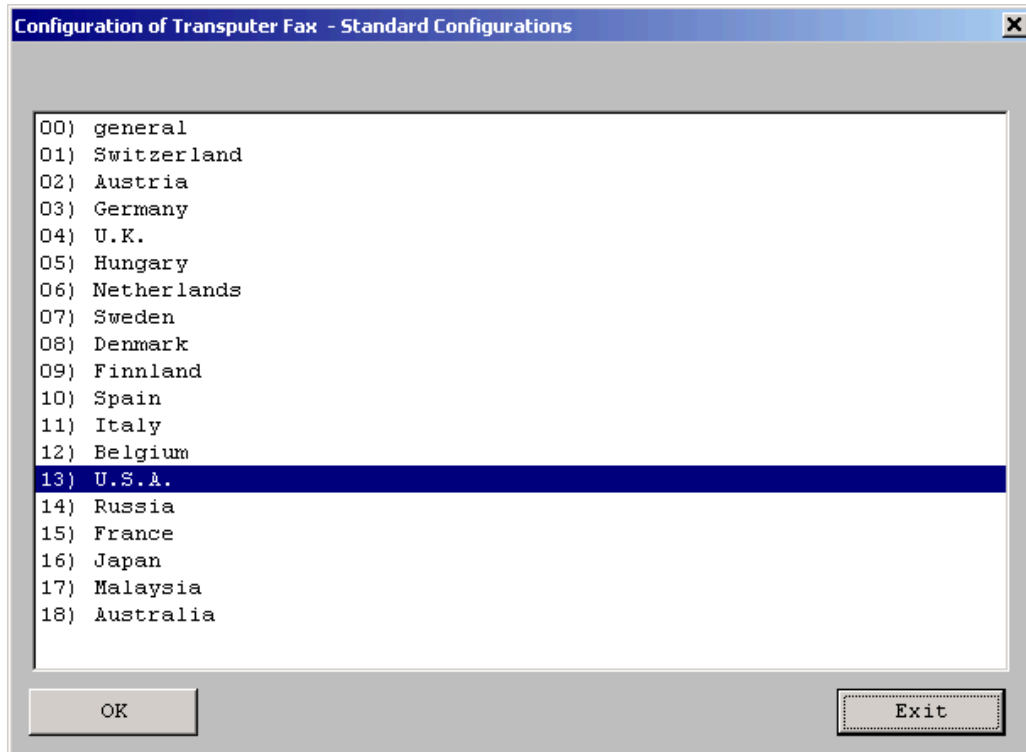 Configuration of Transputer Fax - Standard Configurations
00) general
01) Switzerland
02) Austria
03) Germany
04) U.K.
05) Hungary
06) Netherlands
07) Sweden
08) Denmark
09) Finnland
10) Spain
11) Italy
12) Belgium
13) U.S.A.
14) Russia
15) France
16) Japan
17) Malaysia
18) Australia
OK Exit